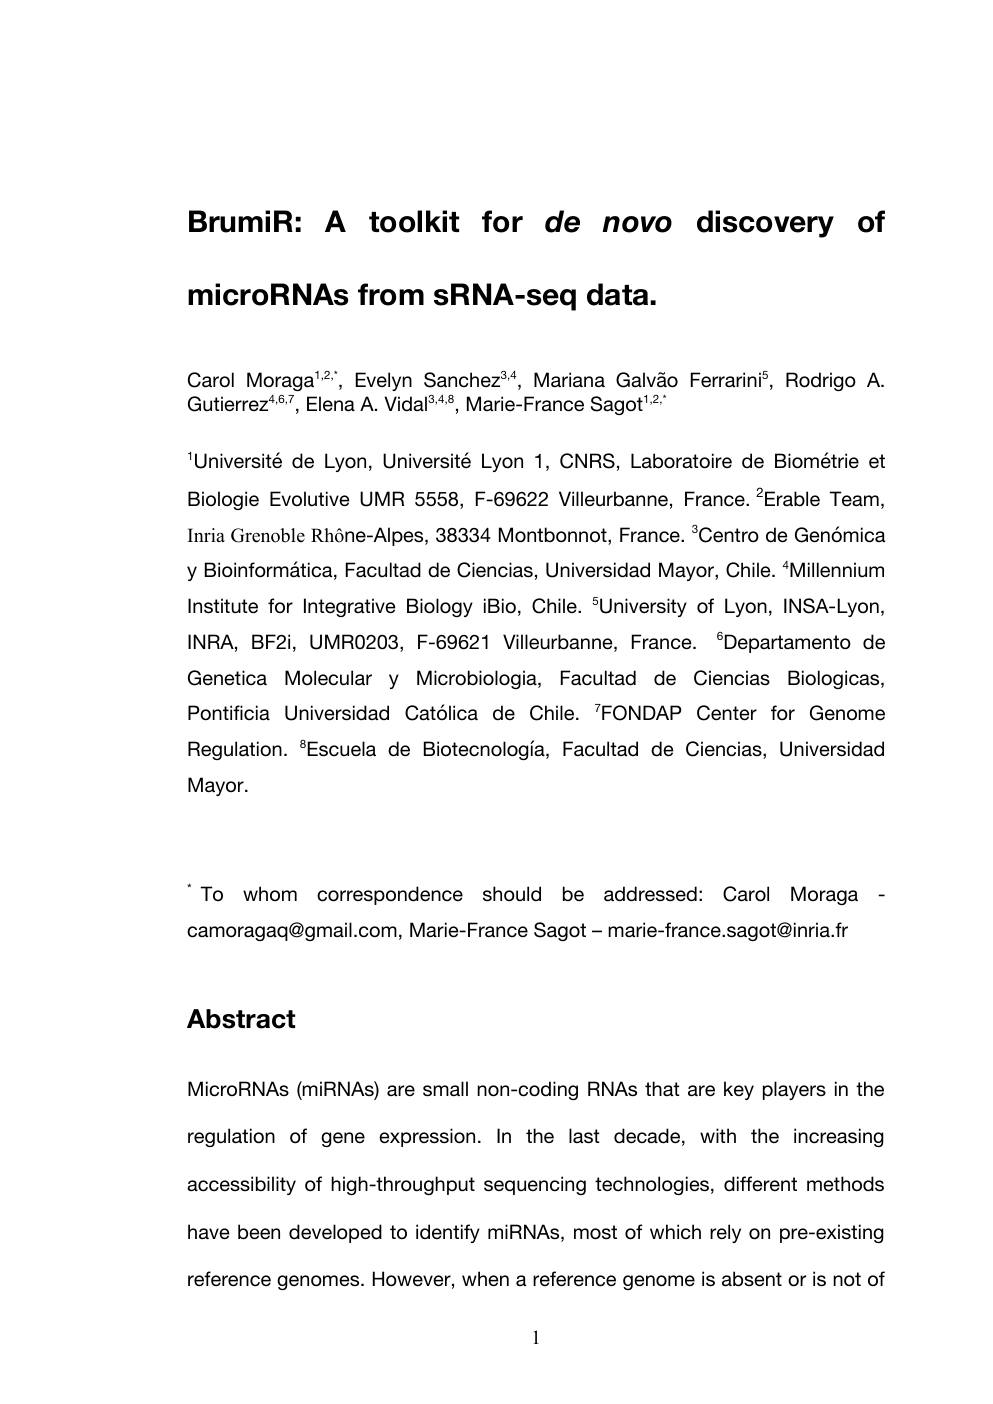 BrumiR: A toolkit for de novo discovery of
microRNAs from sRNA-seq data.
Carol Moraga1,2,*, Evelyn Sanchez3,4, Mariana Galvão Ferrarini5, Rodrigo A.
Gutierrez4,6,7, Elena A. Vidal3,4,8, Marie-France Sagot1,2,*
1Université de Lyon, Université Lyon 1, CNRS, Laboratoire de Biométrie et
Biologie Evolutive UMR 5558, F-69622 Villeurbanne, France. 2Erable Team,
Inria Grenoble Rhône-Alpes, 38334 Montbonnot, France. 3Centro de Genómica
y Bioinformática, Facultad de Ciencias, Universidad Mayor, Chile. 4Millennium
Institute for Integrative Biology iBio, Chile. 5University of Lyon, INSA-Lyon,
INRA, BF2i, UMR0203, F-69621 Villeurbanne, France. 6Departamento de
Genetica Molecular y Microbiologia, Facultad de Ciencias Biologicas,
Pontificia Universidad Católica de Chile. 7FONDAP Center for Genome
Regulation. 8Escuela de Biotecnología, Facultad de Ciencias, Universidad
Mayor.
* To whom correspondence should be addressed: Carol Moraga -
camoragaq@gmail.com, Marie-France Sagot – marie-france.sagot@inria.fr
Abstract
MicroRNAs (miRNAs) are small non-coding RNAs that are key players in the
regulation of gene expression. In the last decade, with the increasing
accessibility of high-throughput sequencing technologies, different methods
have been developed to identify miRNAs, most of which rely on pre-existing
reference genomes. However, when a reference genome is absent or is not of
1